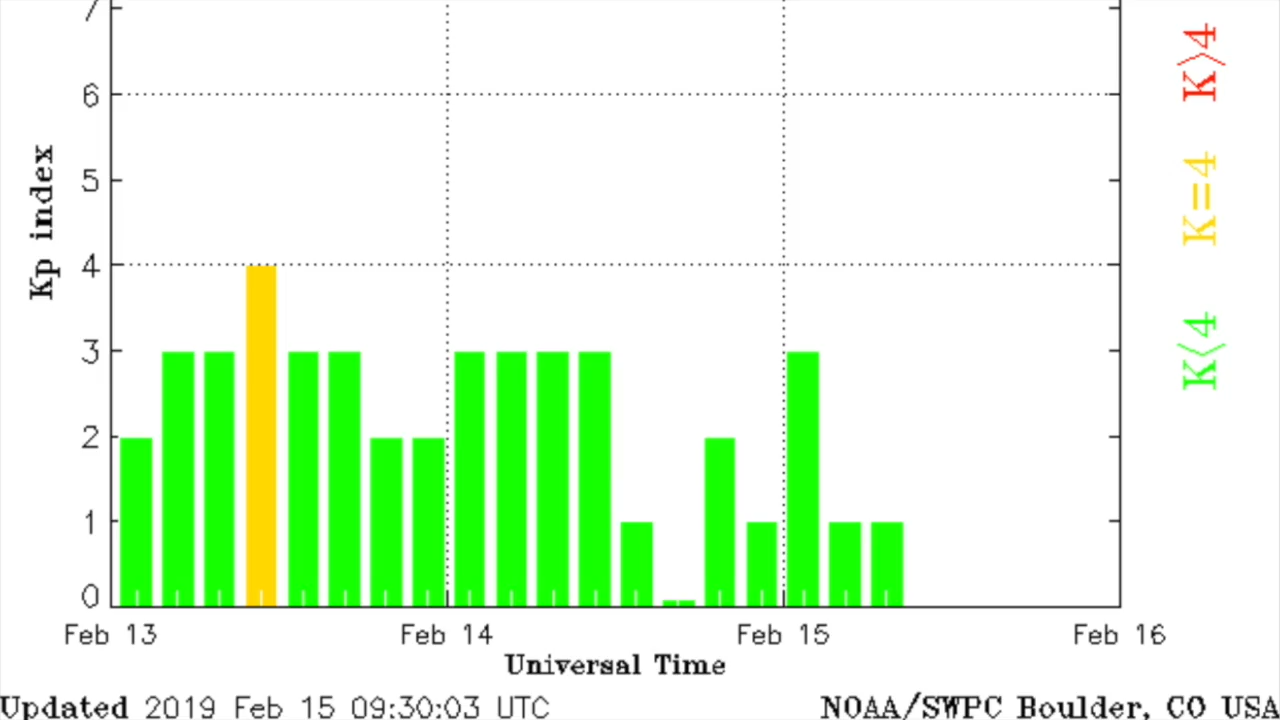 7
6
5
4
3
2
1
0
Kp index
Feb 13 Feb 14 Feb 15 Feb 16
Universal Time
Updated 2019 Feb 15 09:30:03 UTC
NOAA/SWPC Boulder, CO USA
K>4
K=4
K<4